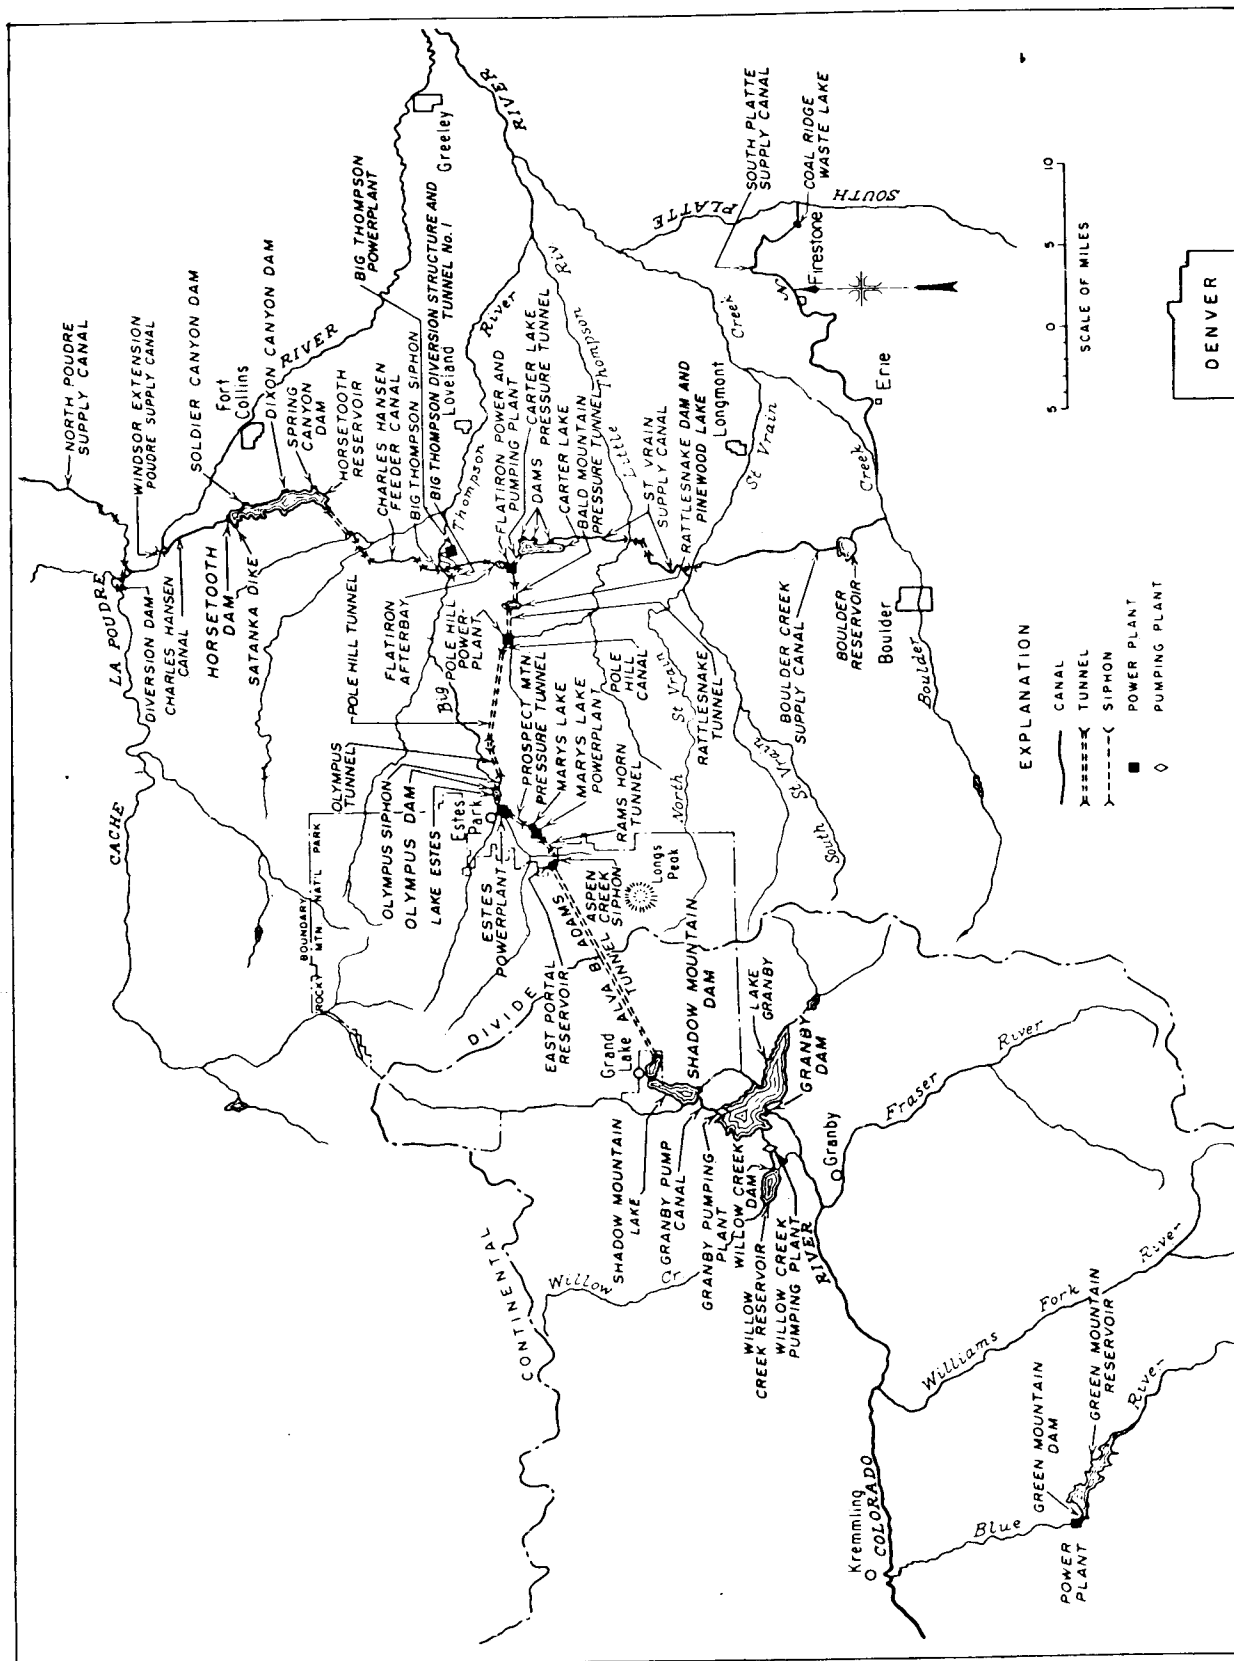 NORTH POUDRE
SUPPLY CANAL
WINDSOR EXTENSION
POUDRE SUPPLY CANAL
SOLDIER CANYON DAM
Fort
Collins
DIXON CANYON DAM
SPRING
CANYON
DAM
HORSETOOTH
RESERVOIR
RIVER
CHARLES HANSEN
FEEDER CANAL
BIG THOMPSON SIPHON
BIG THOMPSON DIVERSION STRUCTURE AND
TUNNEL No. 1
Loveland
BIG THOMPSON
POWERPLANT
Greeley
RIVER
RIVER
River
Thompson
FLATIRON POWER AND
PUMPING PLANT
DAMS
CARTER LAKE
PRESSURE TUNNEL
CARTER LAKE
BALD MOUNTAIN
PRESSURE TUNNEL
Little
Thompson
Riv
ST VRAIN
SUPPLY CANAL
RATTLESNAKE DAM AND
PINEWOOD LAKE
Longmont
St Vrain
Creek
PLATTE
SOUTH
SOUTH PLATTE
SUPPLY CANAL
COAL RIDGE
WASTE LAKE
Firestone
N
Erie
Creek
LA POUDRE
CACHE
DIVERSION DAM
CHARLES HANSEN
CANAL
HORSETOOTH
DAM
SATANKA DIKE
POLE HILL TUNNEL
FLATIRON
AFTERBAY
Big
POLE HILL
POWER-
PLANT
OLYMPUS
TUNNEL
OLYMPUS SIPHON
OLYMPUS DAM
LAKE ESTES
Estes
Park
ESTES
POWERPLANT
PROSPECT MTN.
PRESSURE TUNNEL
MARYS LAKE
MARYS LAKE
POWERPLANT
RAMS HORN
TUNNEL
POLE
HILL
CANAL
North
St Vrain
RATTLESNAKE
TUNNEL
South
St Vrain
BOULDER CREEK
SUPPLY CANAL
BOULDER
RESERVOIR
Boulder
Boulder
BOUNDARY
ROCKY MTN. NAT'L PARK
CONTINENTAL
DIVIDE
EAST PORTAL
RESERVOIR
ALVA B. ADAMS
TUNNEL
ASPEN
CREEK
SIPHON
Longs
Peak
Grand
Lake
SHADOW MOUNTAIN
DAM
LAKE
GRANBY
GRANBY
DAM
SHADOW MOUNTAIN
LAKE
GRANBY PUMP
CANAL
GRANBY PUMPING
PLANT
WILLOW CREEK
DAM
WILLOW
CREEK RESERVOIR
WILLOW CREEK
PUMPING PLANT
Willow
Cr
Granby
Fraser
River
RIVER
COLORADO
Kremmling
Williams
Fork
River
Blue
River
GREEN MOUNTAIN
DAM
GREEN MOUNTAIN
RESERVOIR
POWER
PLANT
EXPLANATION
CANAL
TUNNEL
SIPHON
POWER PLANT
PUMPING PLANT
5 0 5 10
SCALE OF MILES
DENVER